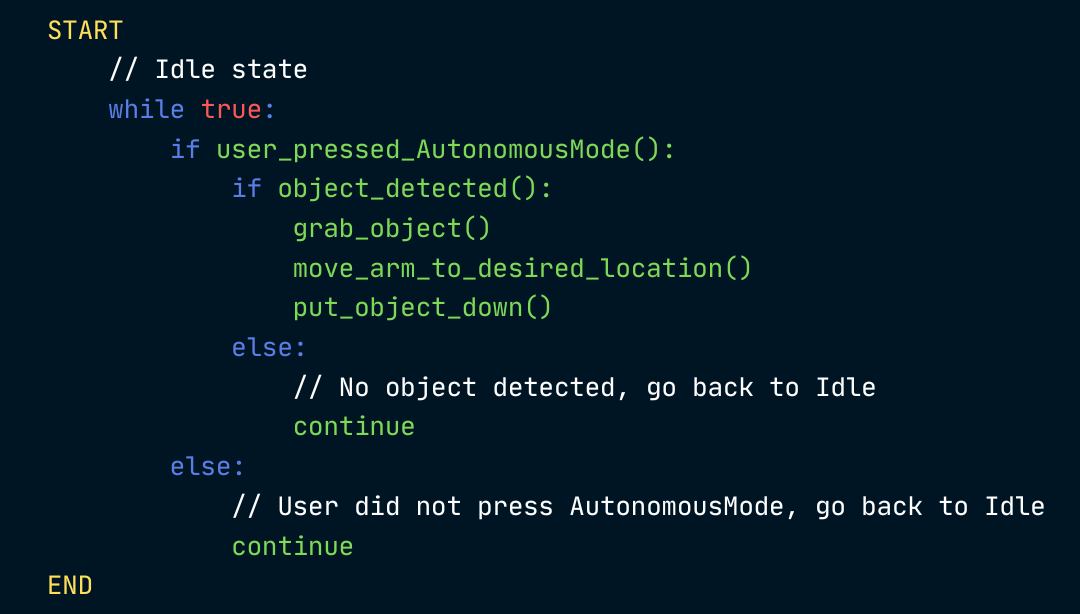 START
    // Idle state
    while true:
        if user_pressed_AutonomousMode():
            if object_detected():
                grab_object()
                move_arm_to_desired_location()
                put_object_down()
            else:
                // No object detected, go back to Idle
                continue
        else:
            // User did not press AutonomousMode, go back to Idle
            continue
END